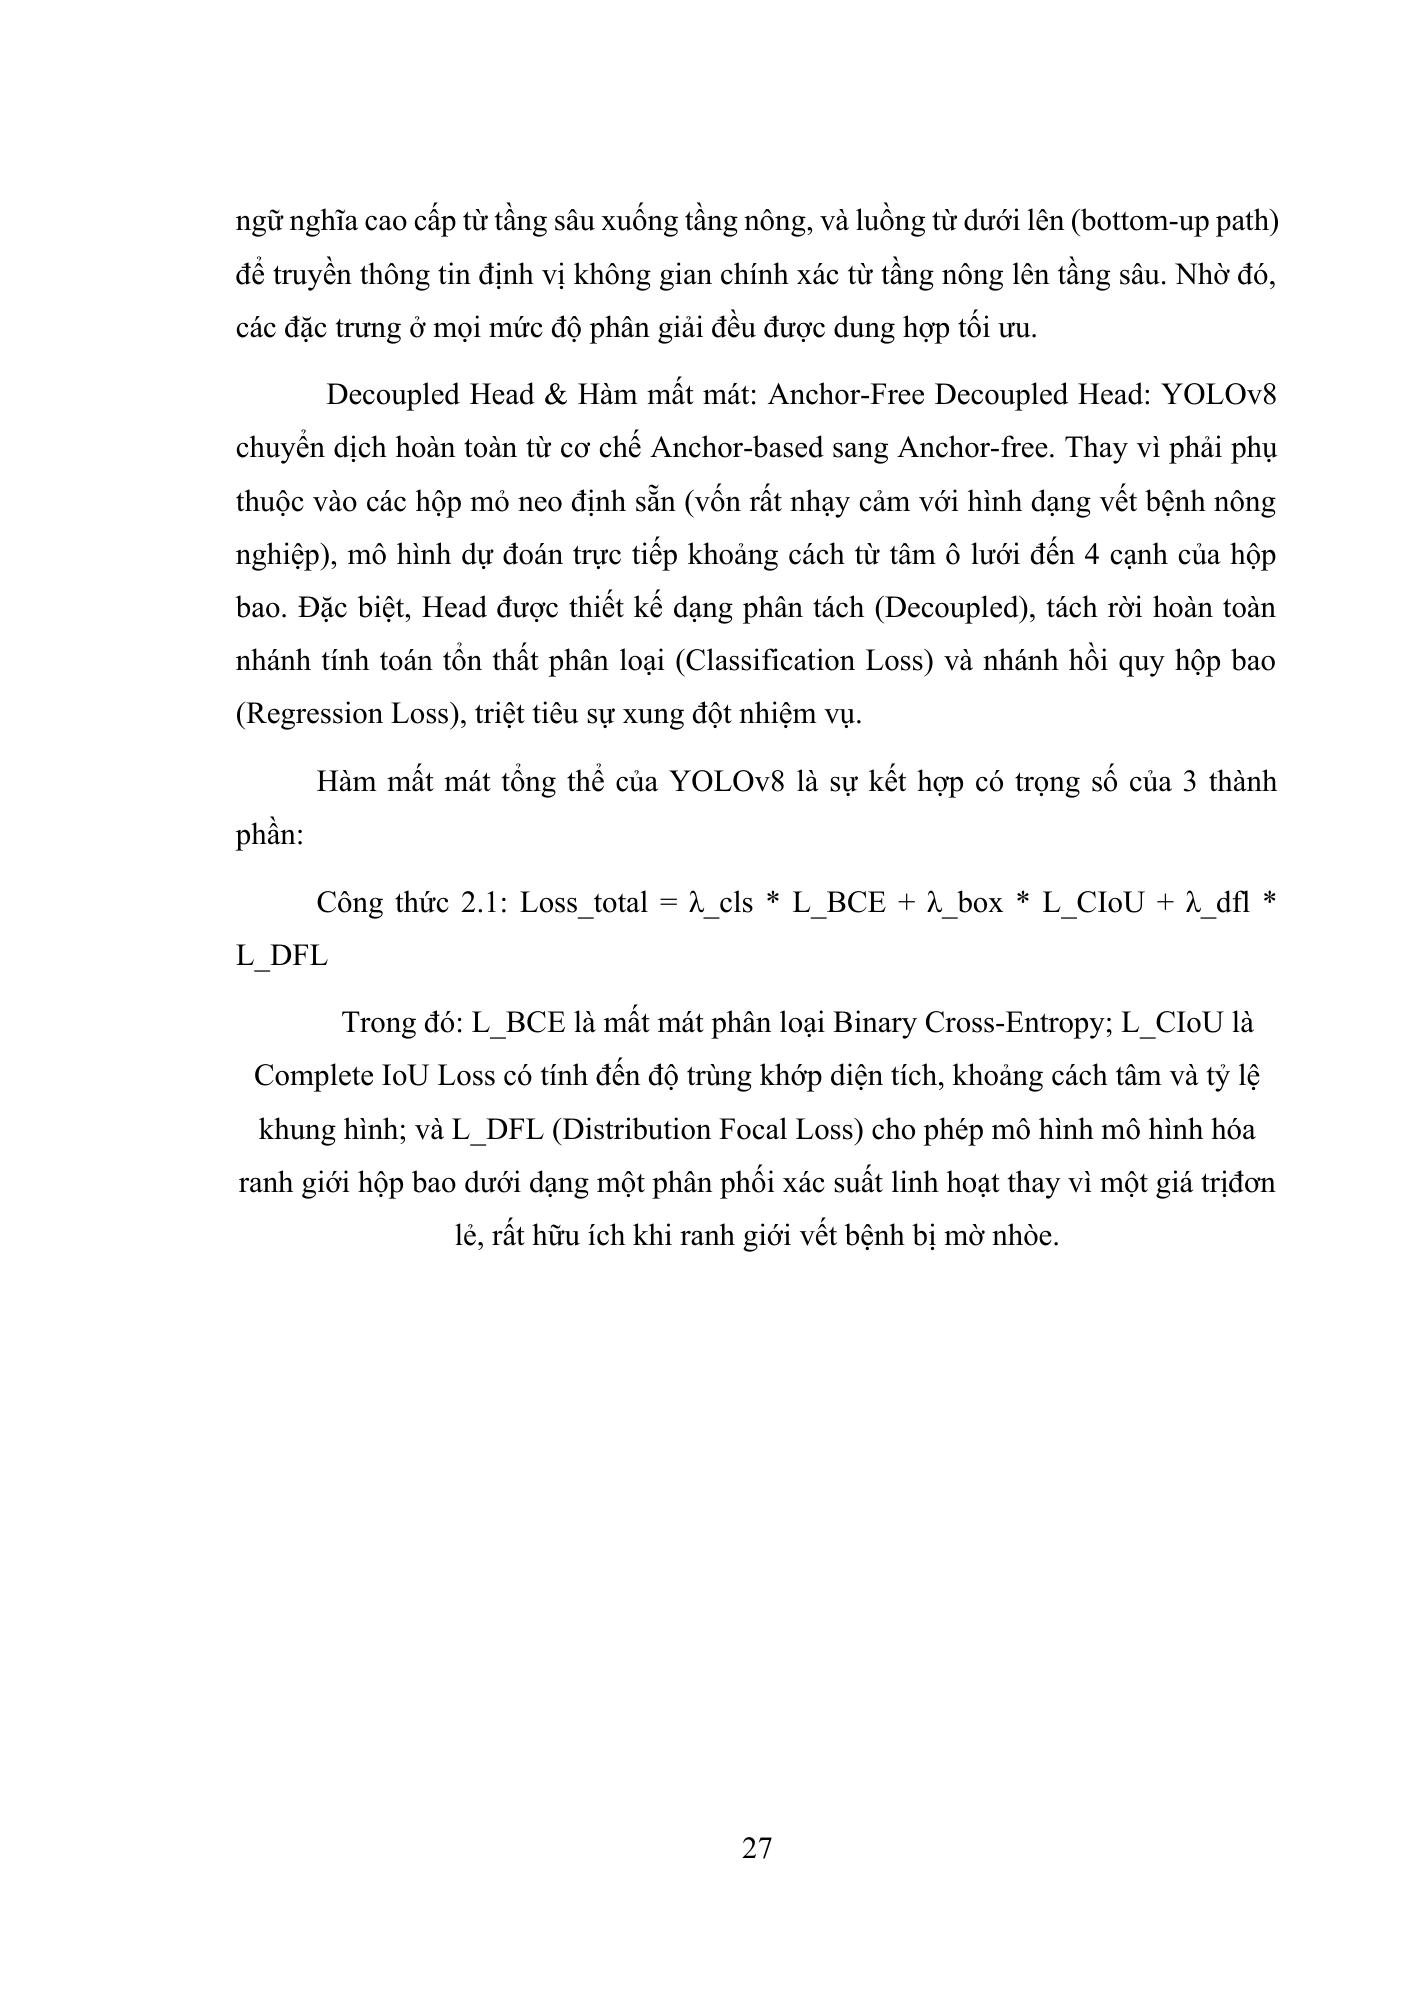 ngữ nghĩa cao cấp từ tầng sâu xuống tầng nông, và luồng từ dưới lên (bottom-up path)
để truyền thông tin định vị không gian chính xác từ tầng nông lên tầng sâu. Nhờ đó,
các đặc trưng ở mọi mức độ phân giải đều được dung hợp tối ưu.
Decoupled Head & Hàm mất mát: Anchor-Free Decoupled Head: YOLOv8
chuyển dịch hoàn toàn từ cơ chế Anchor-based sang Anchor-free. Thay vì phải phụ
thuộc vào các hộp mỏ neo định sẵn (vốn rất nhạy cảm với hình dạng vết bệnh nông
nghiệp), mô hình dự đoán trực tiếp khoảng cách từ tâm ô lưới đến 4 cạnh của hộp
bao. Đặc biệt, Head được thiết kế dạng phân tách (Decoupled), tách rời hoàn toàn
nhánh tính toán tổn thất phân loại (Classification Loss) và nhánh hồi quy hộp bao
(Regression Loss), triệt tiêu sự xung đột nhiệm vụ.
Hàm mất mát tổng thể của YOLOv8 là sự kết hợp có trọng số của 3 thành
phần:
Công thức 2.1: Loss_total = λ_cls * L_BCE + λ_box * L_CIoU + λ_dfl *
L_DFL
Trong đó: L_BCE là mất mát phân loại Binary Cross-Entropy; L_CIoU là
Complete IoU Loss có tính đến độ trùng khớp diện tích, khoảng cách tâm và tỷ lệ
khung hình; và L_DFL (Distribution Focal Loss) cho phép mô hình mô hình hóa
ranh giới hộp bao dưới dạng một phân phối xác suất linh hoạt thay vì một giá trịđơn
lẻ, rất hữu ích khi ranh giới vết bệnh bị mờ nhòe.
27